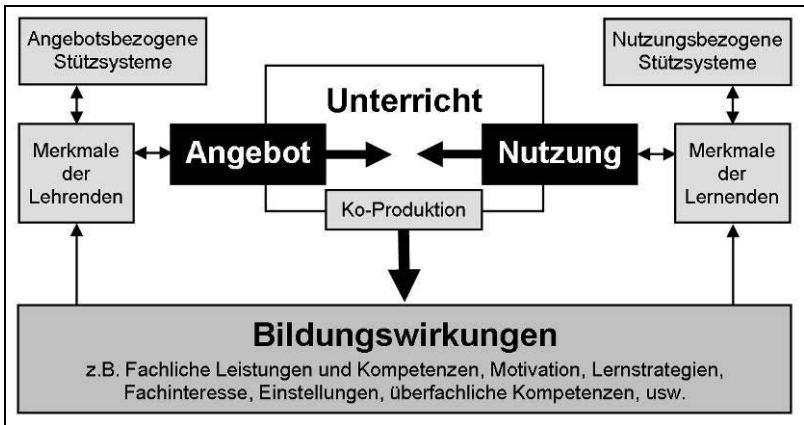 Angebotsbezogene
Stützsysteme
Nutzungsbezogene
Stützsysteme
Unterricht
Merkmale
der
Lehrenden
Angebot
Nutzung
Merkmale
der
Lernenden
Ko-Produktion
Bildungswirkungen
z.B. Fachliche Leistungen und Kompetenzen, Motivation, Lernstrategien,
Fachinteresse, Einstellungen, überfachliche Kompetenzen, usw.